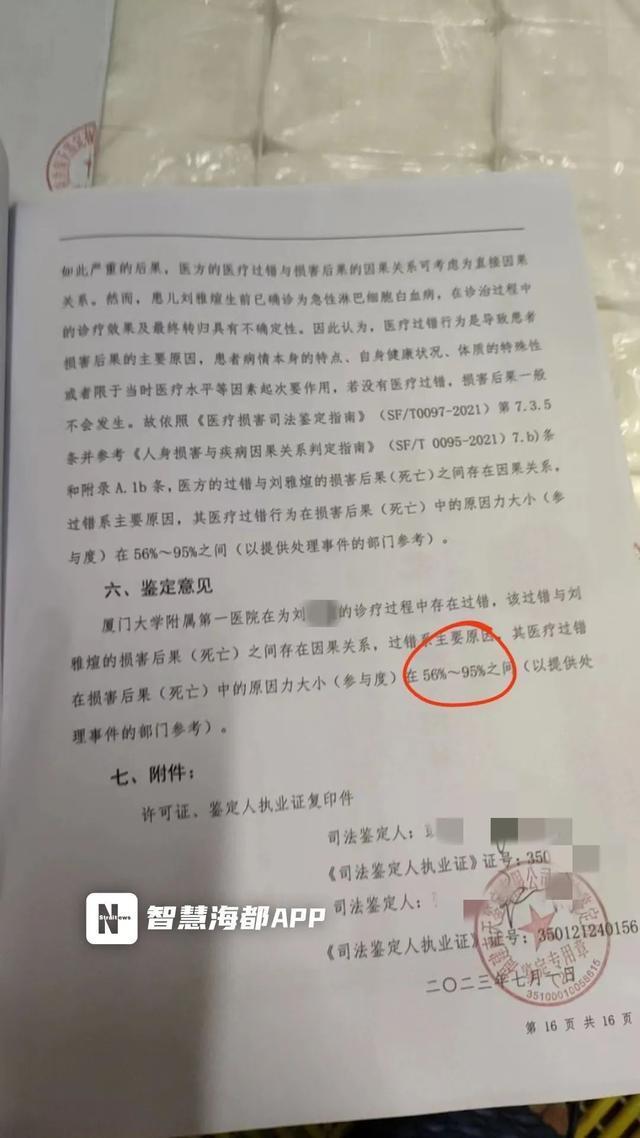 如此严重的后果，医方的医疗过错与损害后果的因果关系可考虑为直接因果
关系。然而，患儿刘雅煊生前已确诊为急性淋巴细胞白血病，在诊治过程中
的诊疗效果及最终转归具有不确定性。因此认为，医疗过错行为是导致患者
损害后果的主要原因，患者病情本身的特点、自身健康状况、体质的特殊性
或者限于当时医疗水平等因素起次要作用，若没有医疗过错，损害后果一般
不会发生。故依照《医疗损害司法鉴定指南》（SF/T0097-2021）第 7.3.5
条并参考《人身损害与疾病因果关系判定指南》（SF/T 0095-2021）7.b)条
和附录 A.1b 条，医方的过错与刘雅煊的损害后果（死亡）之间存在因果关系，
过错系主要原因，其医疗过错行为在损害后果（死亡）中的原因力大小（参
与度）在 56%～95%之间（以提供处理事件的部门参考）。
六、鉴定意见
厦门大学附属第一医院在为刘 的诊疗过程中存在过错，该过错与刘
雅煊的损害后果（死亡）之间存在因果关系，过错系主要原因，其医疗过错
在损害后果（死亡）中的原因力大小（参与度）在 56%～95%之间（以提供处
理事件的部门参考）。
七、附件：
许可证、鉴定人执业证复印件
司法鉴定人：
《司法鉴定人执业证》证号：350
司法鉴定人：
《司法鉴定人执业证》证号：350121240156
二〇二三年七月一日
鉴定专用章
35100010058615
第 16 页 共 16 页
N
Straitnews
智慧海都APP